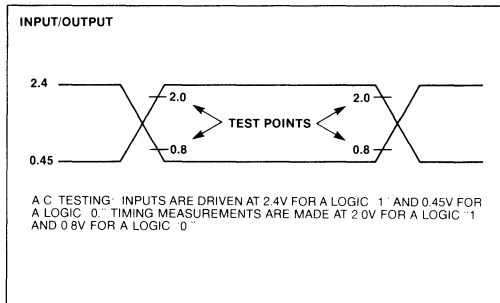 INPUT/OUTPUT
2.4
2.0
2.0
TEST POINTS
0.8
0.8
0.45
A C TESTING: INPUTS ARE DRIVEN AT 2.4V FOR A LOGIC 1" AND 0.45V FOR
A LOGIC 0." TIMING MEASUREMENTS ARE MADE AT 2 0V FOR A LOGIC "1
AND 0 8V FOR A LOGIC "0"